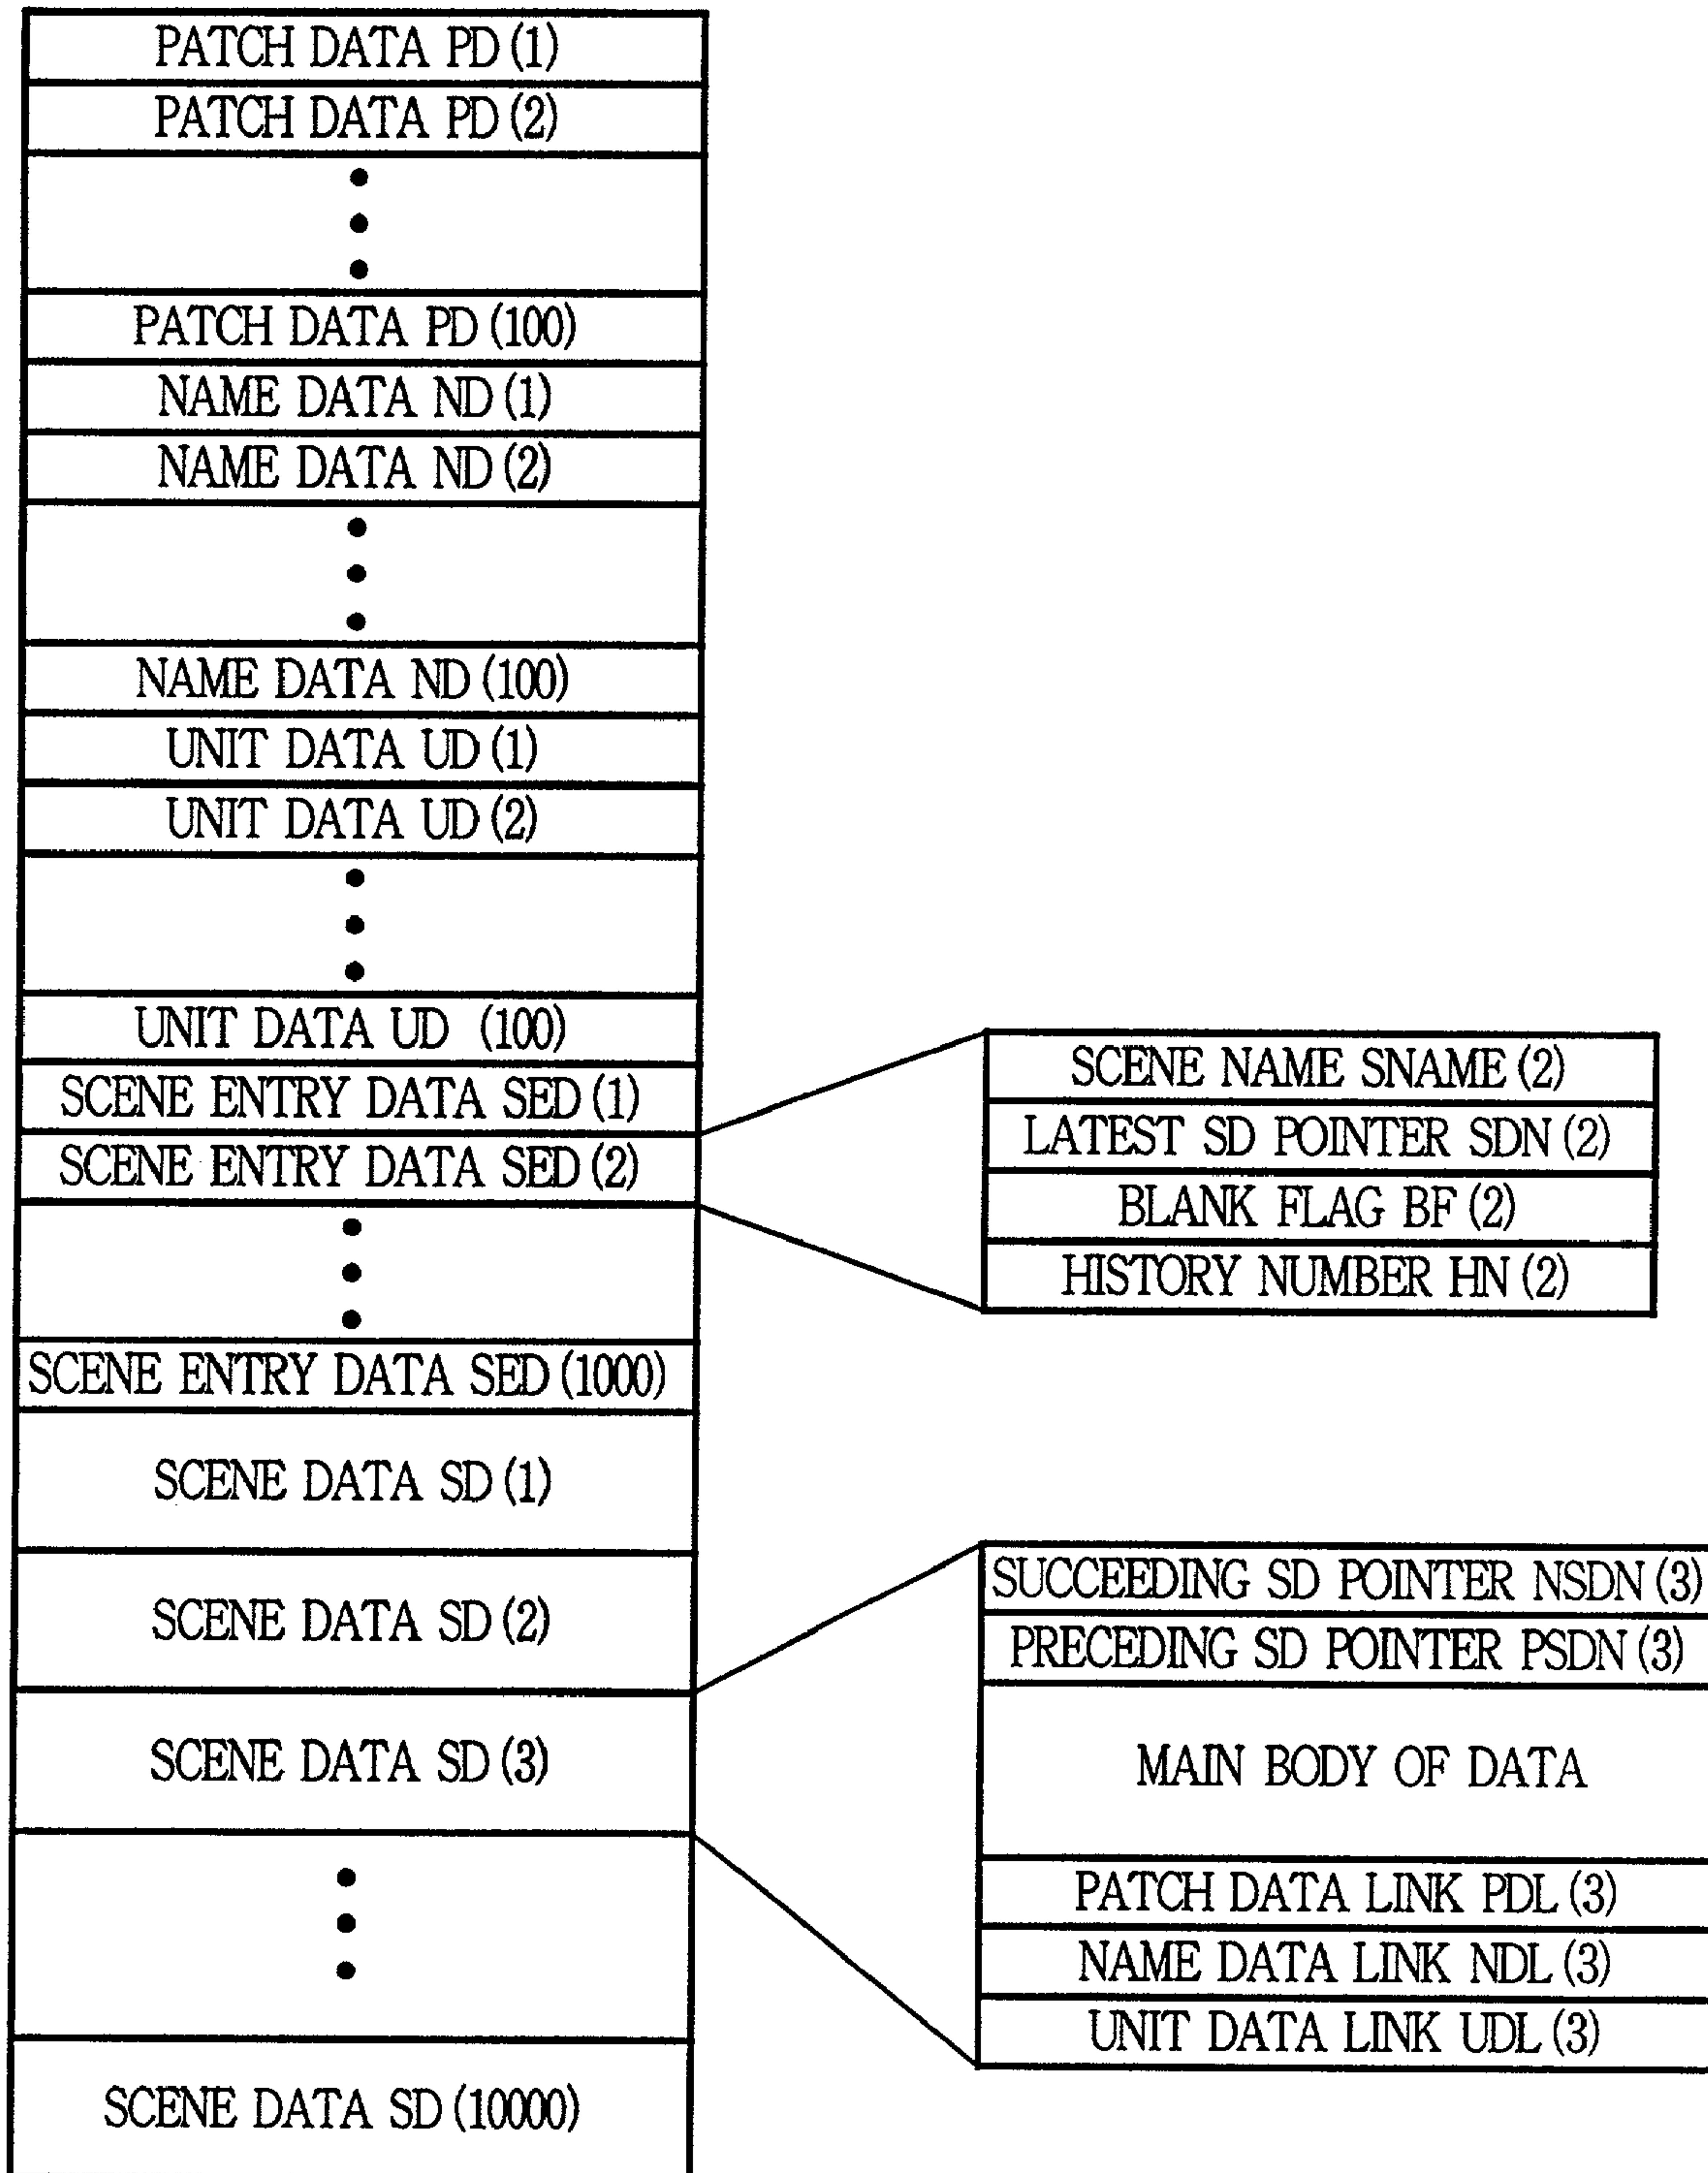 PATCH DATA PD (1)
PATCH DATA PD (2)
PATCH DATA PD (100)
NAME DATA ND (1)
NAME DATA ND (2)
NAME DATA ND (100)
UNIT DATA UD (1)
UNIT DATA UD (2)
UNIT DATA UD (100)
SCENE ENTRY DATA SED (1)
SCENE ENTRY DATA SED (2)
SCENE ENTRY DATA SED (1000)
SCENE DATA SD (1)
SCENE DATA SD (2)
SCENE DATA SD (3)
SCENE DATA SD (10000)
SCENE NAME SNAME (2)
LATEST SD POINTER SDN (2)
BLANK FLAG BF (2)
HISTORY NUMBER HN (2)
SUCCEEDING SD POINTER NSDN (3)
PRECEDING SD POINTER PSDN (3)
MAIN BODY OF DATA
PATCH DATA LINK PDL (3)
NAME DATA LINK NDL (3)
UNIT DATA LINK UDL (3)